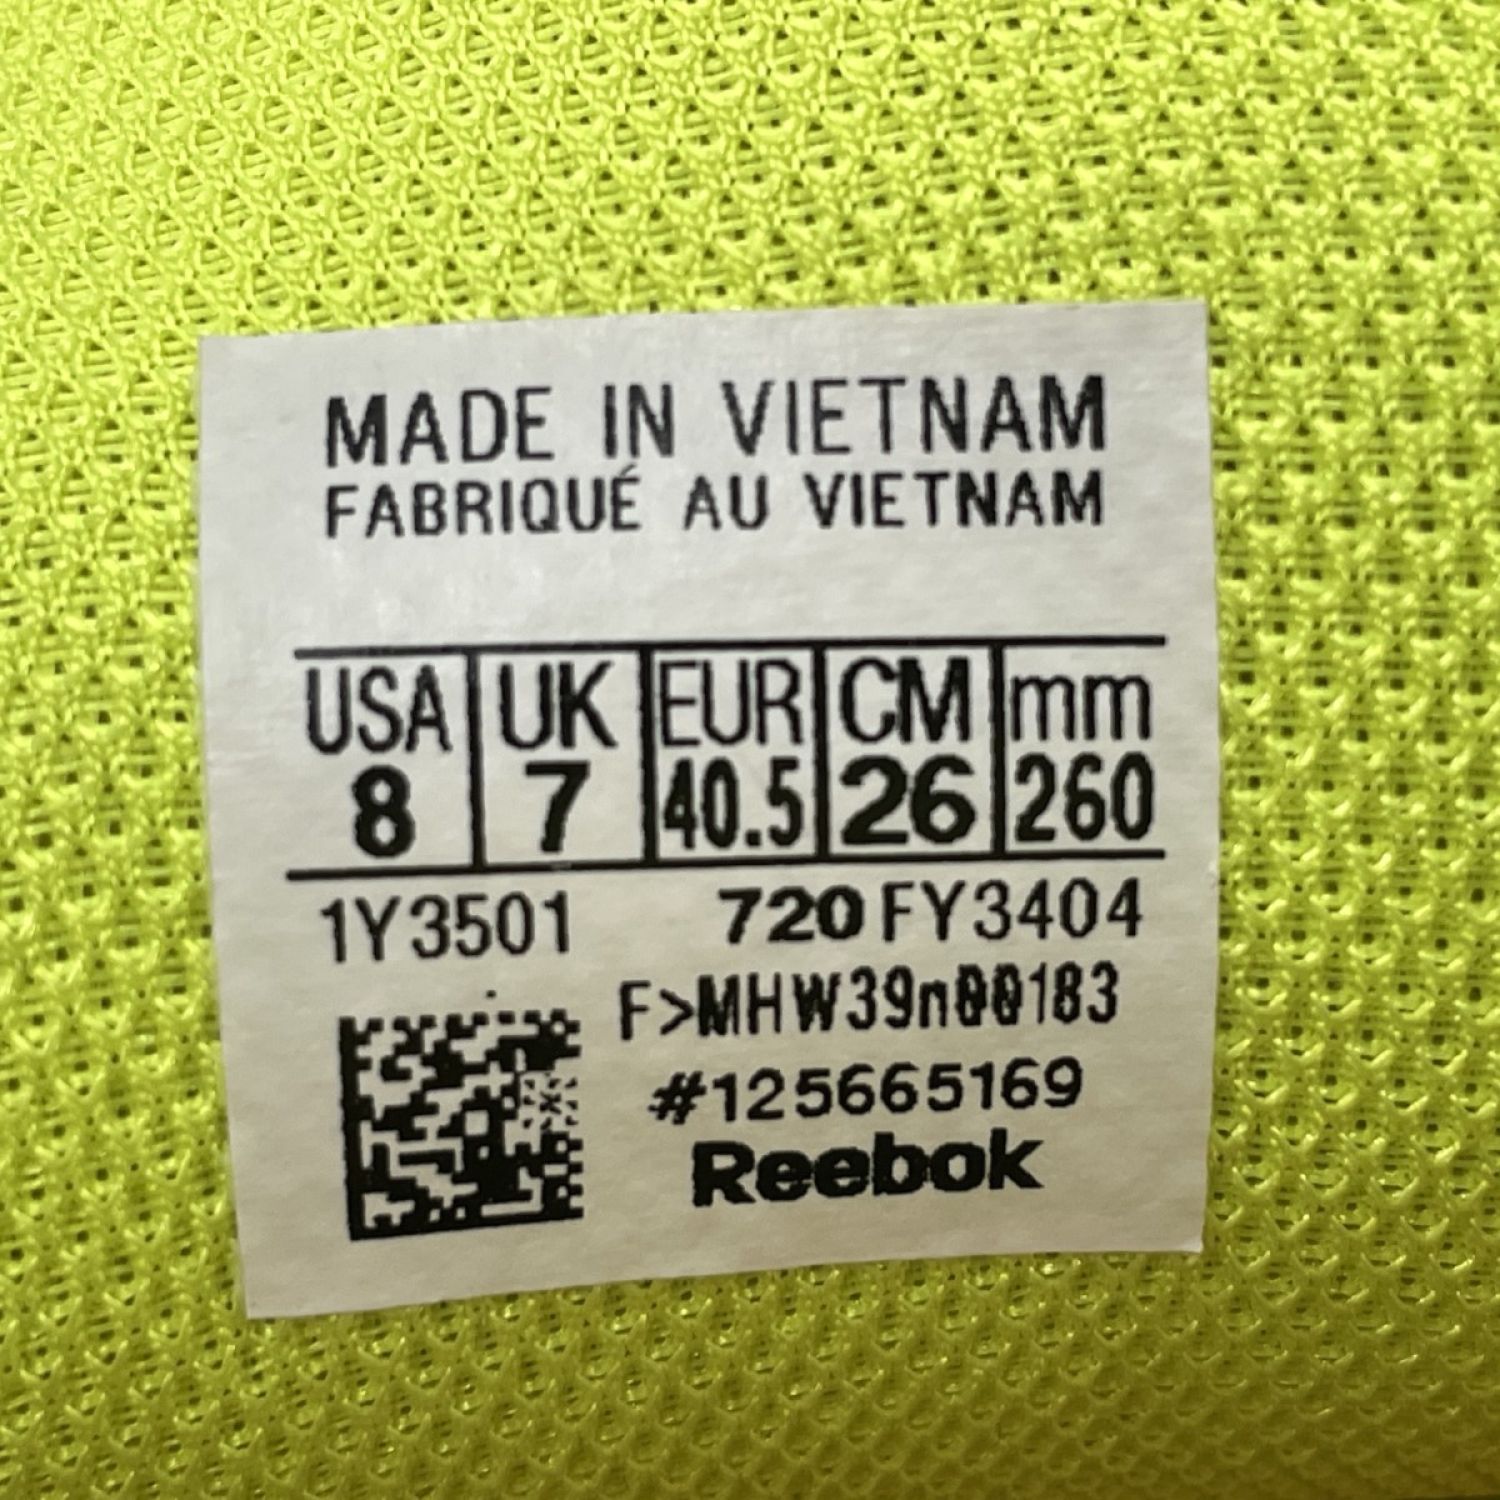 MADE IN VIETNAM
FABRIQUÉ AU VIETNAM
USA UK EUR CM mm
8 7 40.5 26 260
1Y3501 720 FY3404
#125665169
Reebok